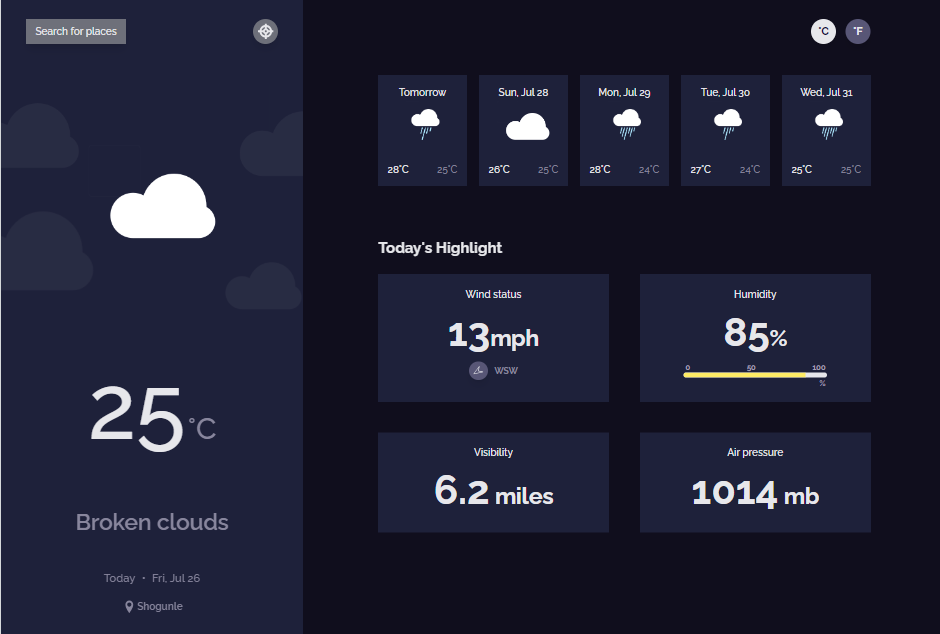 Search for places
25°C
Broken clouds
Today • Fri, Jul 26
Shogunle
°C °F
Tomorrow
28°C 25°C
Sun, Jul 28
26°C 25°C
Mon, Jul 29
28°C 24°C
Tue, Jul 30
27°C 24°C
Wed, Jul 31
25°C 25°C
Today's Highlight
Wind status
13mph
WSW
Humidity
85%
0 50 100
%
Visibility
6.2 miles
Air pressure
1014 mb